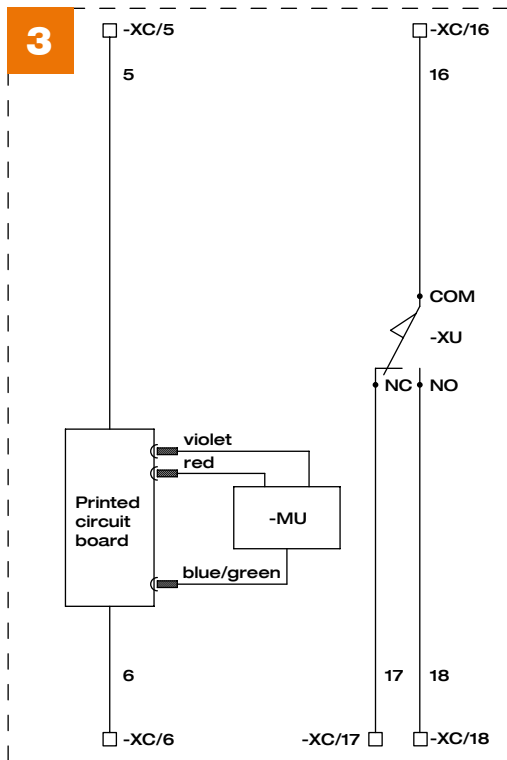 3
-XC/5
-XC/16
5
16
COM
-XU
NC
NO
violet
red
Printed
circuit
board
-MU
blue/green
6
17
18
-XC/6
-XC/17
-XC/18